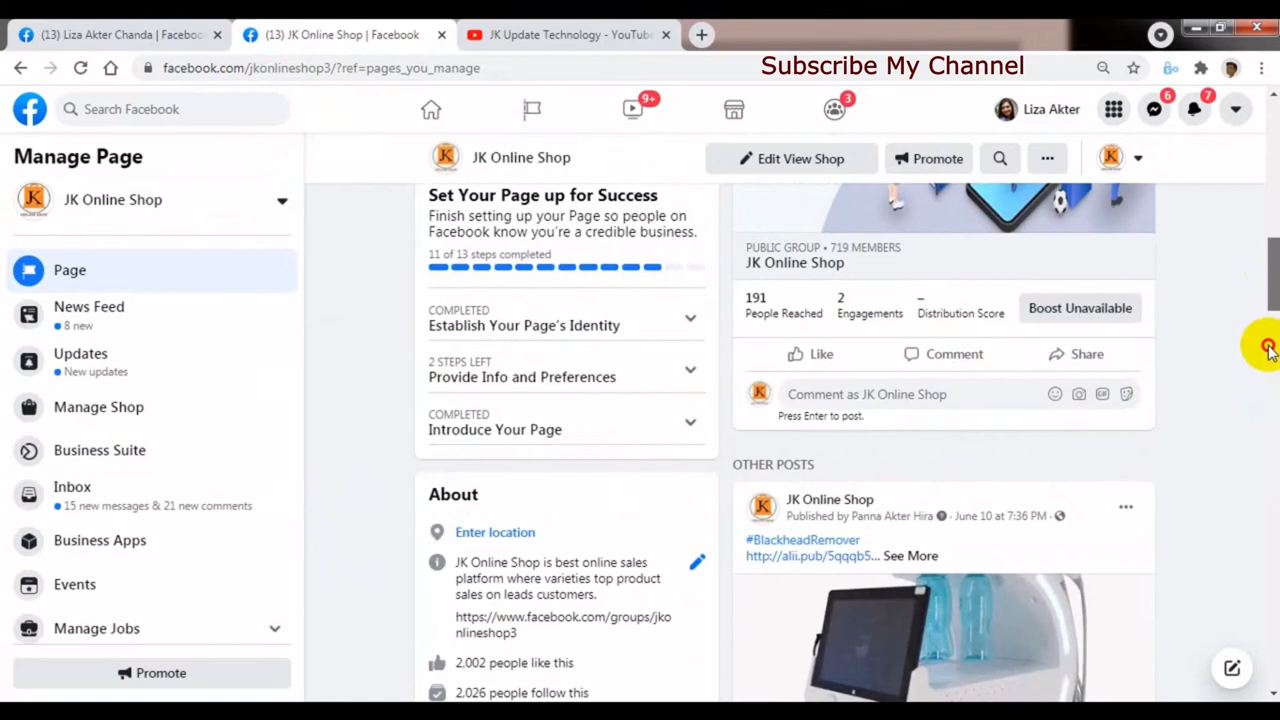 (13) Liza Akter Chanda | Facebook
(13) JK Online Shop | Facebook
JK Update Technology - YouTube
facebook.com/jkonlineshop3/?ref=pages_you_manage
Subscribe My Channel
Search Facebook
9+
3
Liza Akter
6
7
Manage Page
JK Online Shop
Page
News Feed
8 new
Updates
New updates
Manage Shop
Business Suite
Inbox
15 new messages & 21 new comments
Business Apps
Events
Manage Jobs
Promote
JK Online Shop
Edit View Shop
Promote
Set Your Page up for Success
Finish setting up your Page so people on
Facebook know you're a credible business.
11 of 13 steps completed
COMPLETED
Establish Your Page's Identity
2 STEPS LEFT
Provide Info and Preferences
COMPLETED
Introduce Your Page
About
Enter location
JK Online Shop is best online sales
platform where varieties top product
sales on leads customers.
https://www.facebook.com/groups/jko
nlineshop3
2,002 people like this
2,026 people follow this
PUBLIC GROUP • 719 MEMBERS
JK Online Shop
191
People Reached
2
Engagements
–
Distribution Score
Boost Unavailable
Like
Comment
Share
Comment as JK Online Shop
Press Enter to post.
OTHER POSTS
JK Online Shop
Published by Panna Akter Hira · June 10 at 7:36 PM ·
#BlackheadRemover
http://alii.pub/5qqqb5... See More